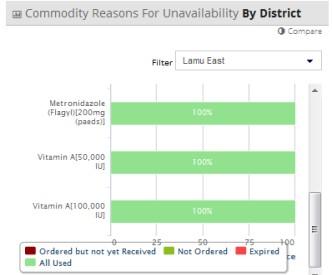 Commodity Reasons For Unavailability By District
Compare
Filter Lamu East
Metronidazole
(Flagyl)[200mg
(paeds)]
100%
Vitamin A[50,000
IU]
100%
Vitamin A[100,000
IU]
100%
0 25 50 75 100
Ordered but not yet Received Not Ordered Expired
All Used